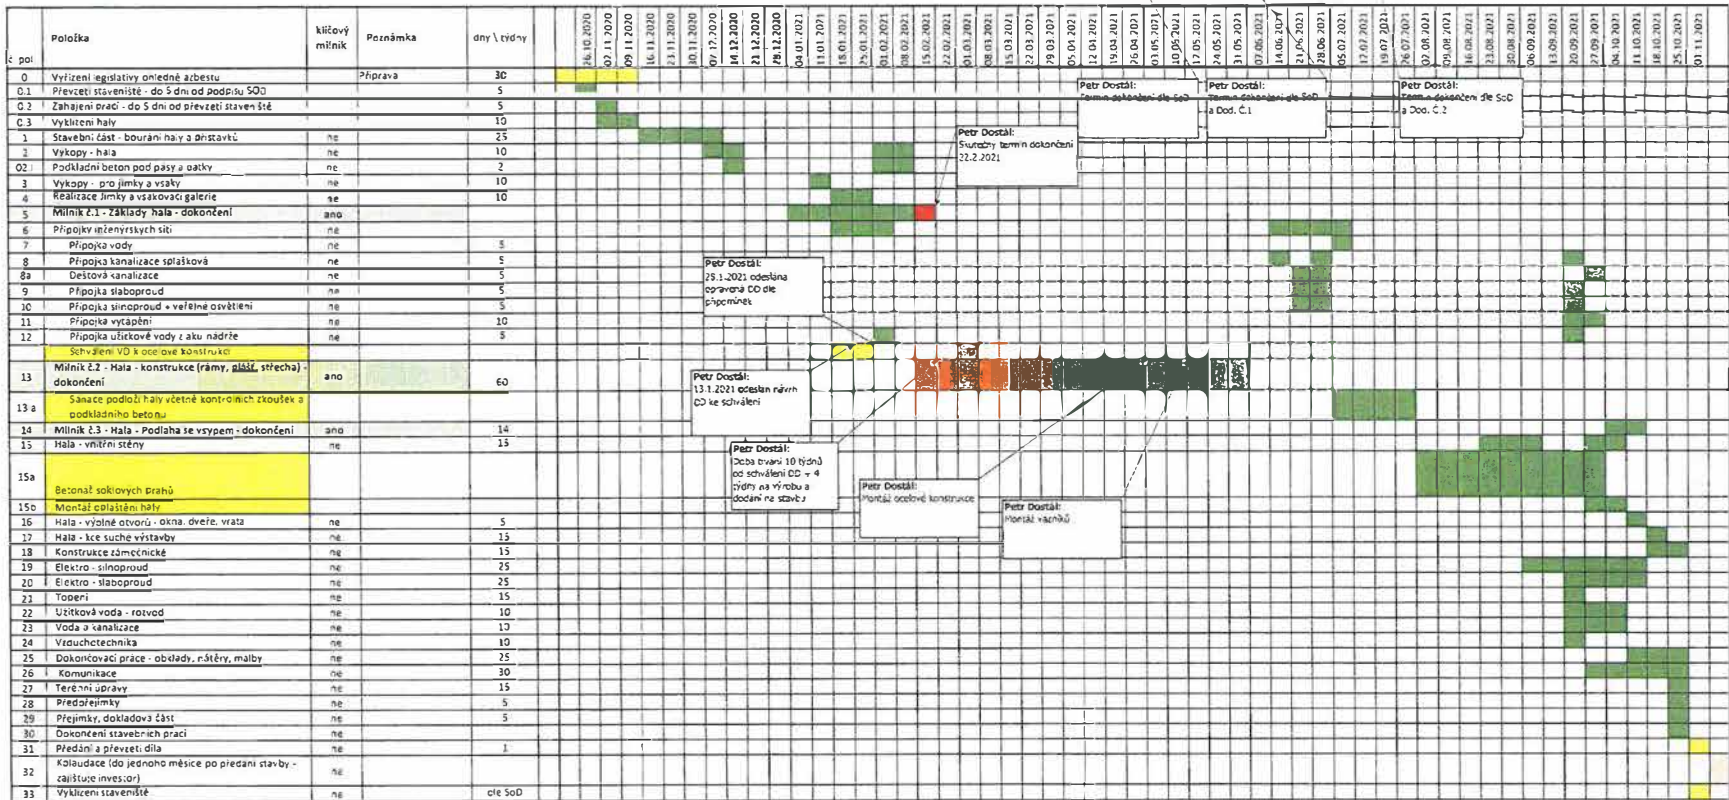 č pol Položka klíčový milník Poznámka dny \ týdny 26.10.2020 02.11.2020 09.11.2020 16.11.2020 23.11.2020 30.11.2020 14.12.2020 21.12.2020 28.12.2020 04.01.2021 11.01.2021 18.01.2021 25.01.2021 01.02.2021 08.02.2021 15.02.2021 22.02.2021 01.03.2021 08.03.2021 15.03.2021 22.03.2021 29.03.2021 05.04.2021 12.04.2021 19.04.2021 26.04.2021 03.05.2021 10.05.2021 17.05.2021 24.05.2021 31.05.2021 07.06.2021 14.06.2021 21.06.2021 28.06.2021 05.07.2021 12.07.2021 19.07.2021 26.07.2021 16.08.2021 23.08.2021 30.08.2021 06.09.2021 13.09.2021 20.09.2021 27.09.2021 04.10.2021 11.10.2021 18.10.2021 25.10.2021 01.11.2021
0 Vyřízení legislativy ohledně azbestu Příprava 30
0.1 Převzetí staveniště - do 5 dní od podpisu SOD 5
0.2 Zahájení prací - do 5 dní od převzetí staveniště 5
0.3 Vyklizení haly 10
1 Stavební část - bourání haly a přístavků ne 25
2 Výkopy - hala ne 10
02 Podkladní beton pod pasy a patky ne 2
3 Výkopy - pro jímky a vsaky ne 10
4 Realizace Jímky a vsakovací galerie ne 10
5 Milník č.1 - Základy hala - dokončení ano
6 Přípojky inženýrských sítí ne
7 Přípojka vody ne 5
8 Přípojka kanalizace splašková ne 5
8a Dešťová kanalizace ne 5
9 Přípojka slaboproud ne 5
10 Přípojka silnoproud + veřejné osvětlení ne 5
11 Přípojka vytápění ne 10
12 Přípojka užitkové vody z aku nádrže ne 5
Schválení VD k ocelové konstrukci
13 Milník č.2 - Hala - konstrukce (rámy, plášť, střecha) - ano 60
dokončení
13 a Sanace podloží haly včetně kontrolních zkoušek a
podkladního betonu
14 Milník č.3 - Hala - Podlaha se vsypem - dokončení ano 14
15 Hala - vnitřní stěny ne 15
15a Betonáž soklových prahů
15b Montáž opláštění haly
16 Hala - výplně otvorů - okna, dveře, vrata ne 5
17 Hala - kce suché výstavby ne 15
18 Konstrukce zámečnické ne 15
19 Elektro - silnoproud ne 25
20 Elektro - slaboproud ne 25
21 Topení ne 15
22 Užitková voda - rozvod ne 10
23 Voda a kanalizace ne 10
24 Vzduchotechnika ne 10
25 Dokončovací práce - obklady, nátěry, malby ne 25
26 Komunikace ne 30
27 Terénní úpravy ne 15
28 Předpřejímky ne 5
29 Přejímky, dokladová část ne 5
30 Dokončení stavebních prací ne
31 Předání a převzetí díla ne 1
32 Kolaudace (do jednoho měsíce po předání stavby - ne
zajišťuje investor)
33 Vyklizení staveniště ne dle SoD
Petr Dostál:
Termín dokončení dle SoD
Petr Dostál:
Termín dokončení dle SoD
a Dod. Č.1
Petr Dostál:
Termín dokončení dle SoD
a Dod. Č.2
Petr Dostál:
Skutečný termín dokončení
22.2.2021
Petr Dostál:
25.1.2021 odeslána
opravená DD dle
připomínek
Petr Dostál:
13.1.2021 odeslán návrh
DD ke schválení
Petr Dostál:
Doba trvání 10 týdnů
od schválení DD + 4
týdny na výrobu a
dodání na stavbu
Petr Dostál:
Montáž ocelové konstrukce
Petr Dostál:
Montáž vazníků